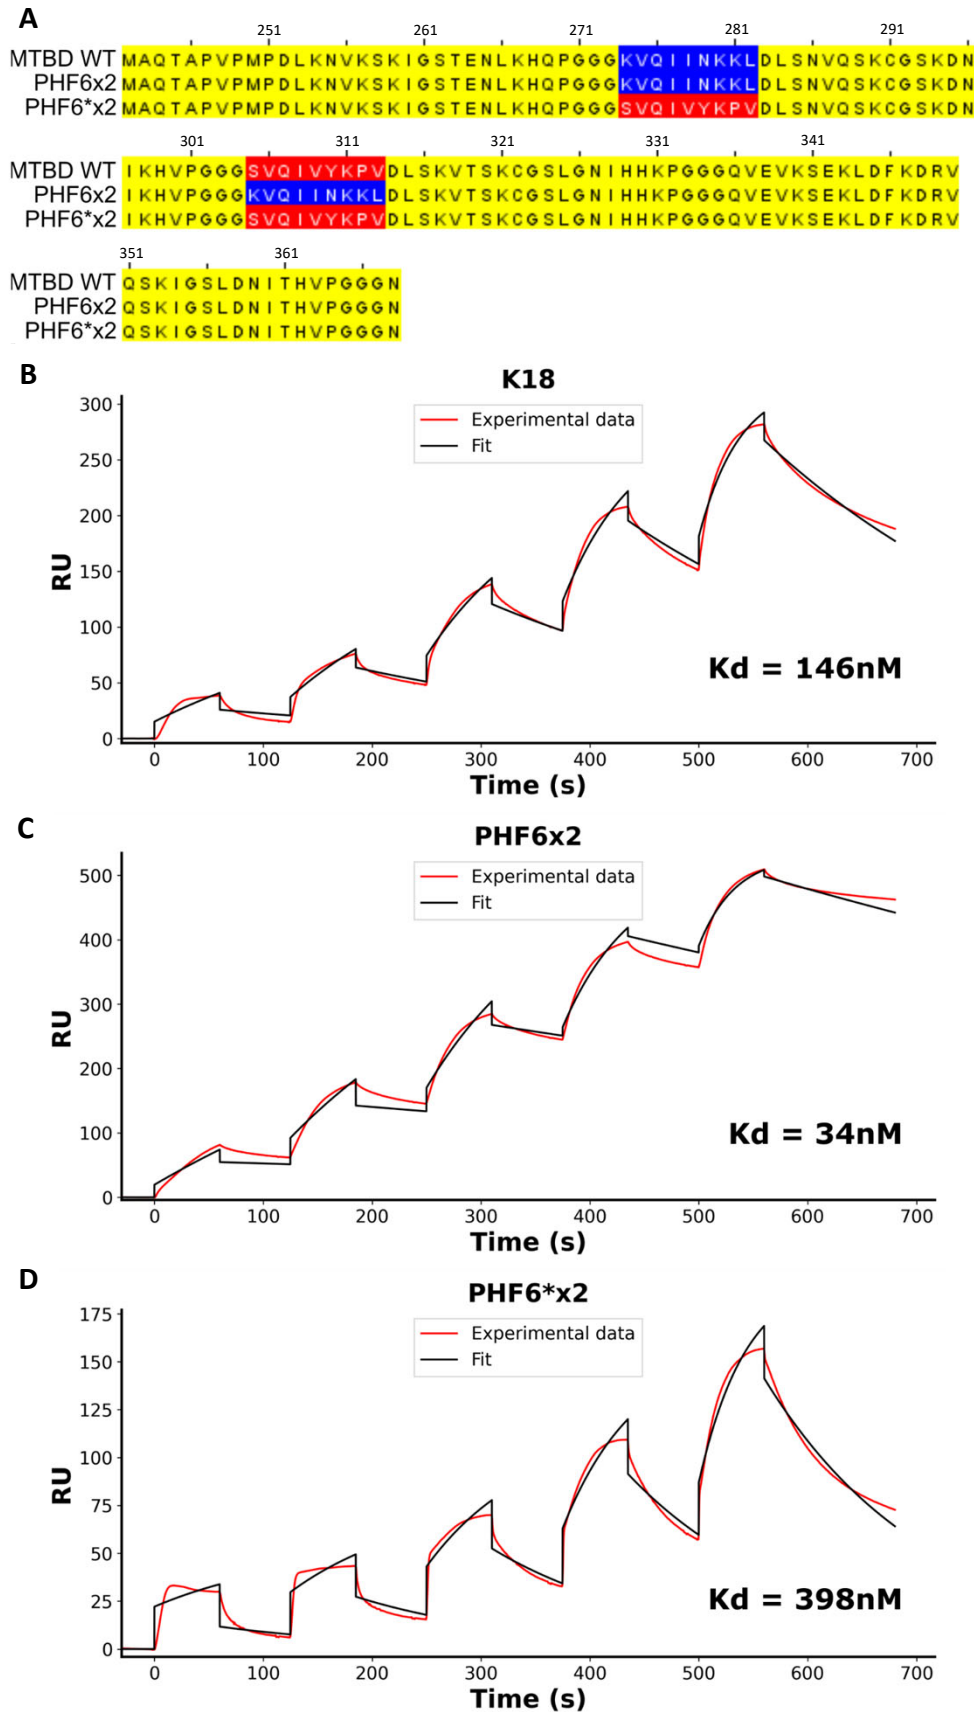 A
251 261 271 281 291
MTBD WT MAQTAPVPMPDLKNVKSKIGSTENLKHQPGGGKVQIINKKLDLSNVQSKCGSKDN
PHF6x2 MAQTAPVPMPDLKNVKSKIGSTENLKHQPGGGKVQIINKKLDLSNVQSKCGSKDN
PHF6*x2 MAQTAPVPMPDLKNVKSKIGSTENLKHQPGGGSVQIVYKPVDLSNVQSKCGSKDN
301 311 321 331 341
MTBD WT IKHVPGGGSVQIVYKPVDLSKVTSKCGSLGNIHHKPGGGQVEVKSEKLDFKDRV
PHF6x2 IKHVPGGGKVQIINKKLDLSKVTSKCGSLGNIHHKPGGGQVEVKSEKLDFKDRV
PHF6*x2 IKHVPGGGSVQIVYKPVDLSKVTSKCGSLGNIHHKPGGGQVEVKSEKLDFKDRV
351 361
MTBD WT QSKIGSLDNITHVPGGGN
PHF6x2 QSKIGSLDNITHVPGGGN
PHF6*x2 QSKIGSLDNITHVPGGGN
B
K18
Experimental data
Fit
300
250
200
150
100
50
0
RU
Kd = 146nM
0 100 200 300 400 500 600 700
Time (s)
C
PHF6x2
Experimental data
Fit
500
400
300
200
100
0
RU
Kd = 34nM
0 100 200 300 400 500 600 700
Time (s)
D
PHF6*x2
Experimental data
Fit
175
150
125
100
75
50
25
0
RU
Kd = 398nM
0 100 200 300 400 500 600 700
Time (s)